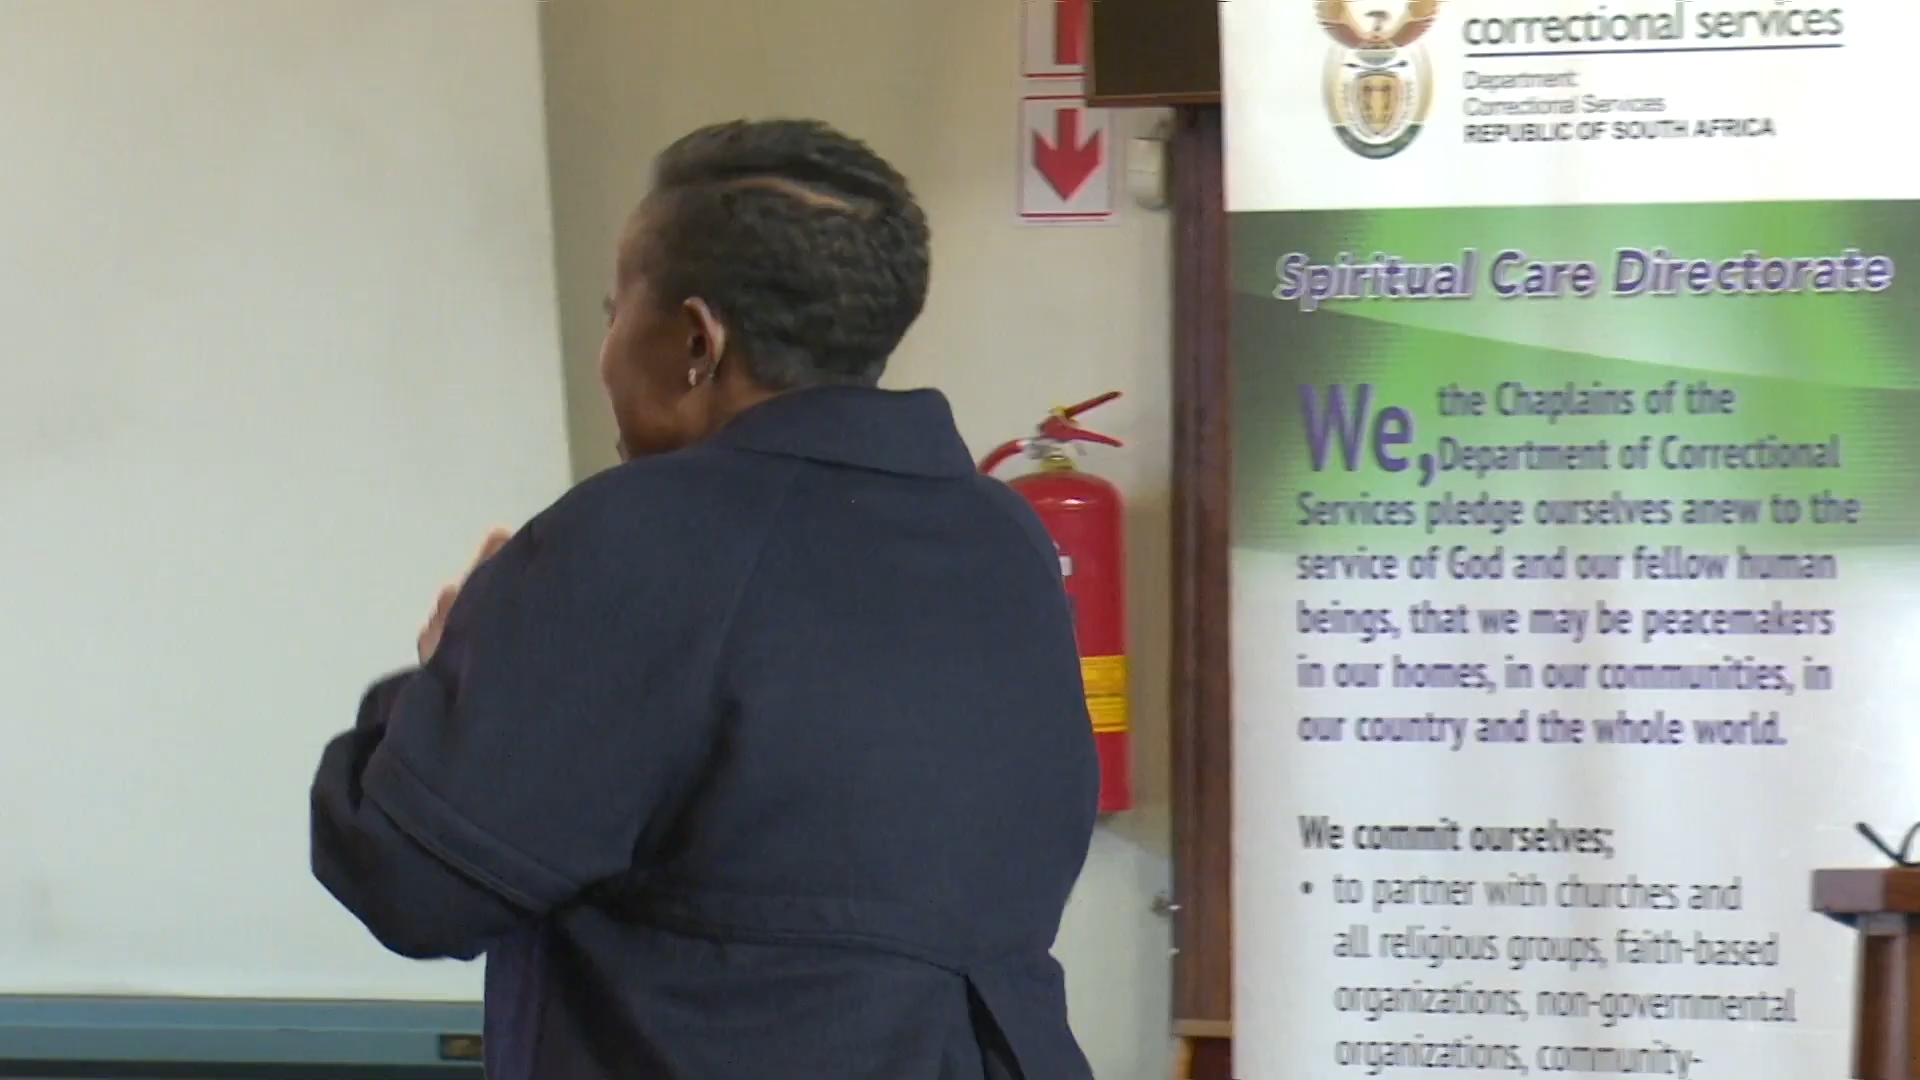 correctional services
Department:
Correctional Services
REPUBLIC OF SOUTH AFRICA
Spiritual Care Directorate
We, the Chaplains of the
Department of Correctional
Services pledge ourselves anew to the
service of God and our fellow human
beings, that we may be peacemakers
in our homes, in our communities, in
our country and the whole world.
We commit ourselves;
• to partner with churches and
all religious groups, faith-based
organizations, non-governmental
organizations, community-